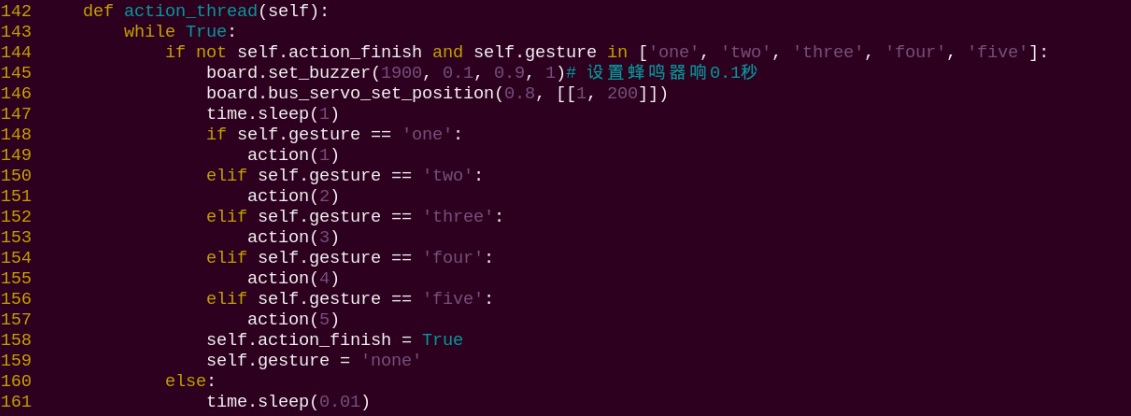 142     def action_thread(self):
143         while True:
144             if not self.action_finish and self.gesture in ['one', 'two', 'three', 'four', 'five']:
145                 board.set_buzzer(1900, 0.1, 0.9, 1)# 设置蜂鸣器响0.1秒
146                 board.bus_servo_set_position(0.8, [[1, 200]])
147                 time.sleep(1)
148                 if self.gesture == 'one':
149                     action(1)
150                 elif self.gesture == 'two':
151                     action(2)
152                 elif self.gesture == 'three':
153                     action(3)
154                 elif self.gesture == 'four':
155                     action(4)
156                 elif self.gesture == 'five':
157                     action(5)
158                 self.action_finish = True
159                 self.gesture = 'none'
160             else:
161                 time.sleep(0.01)